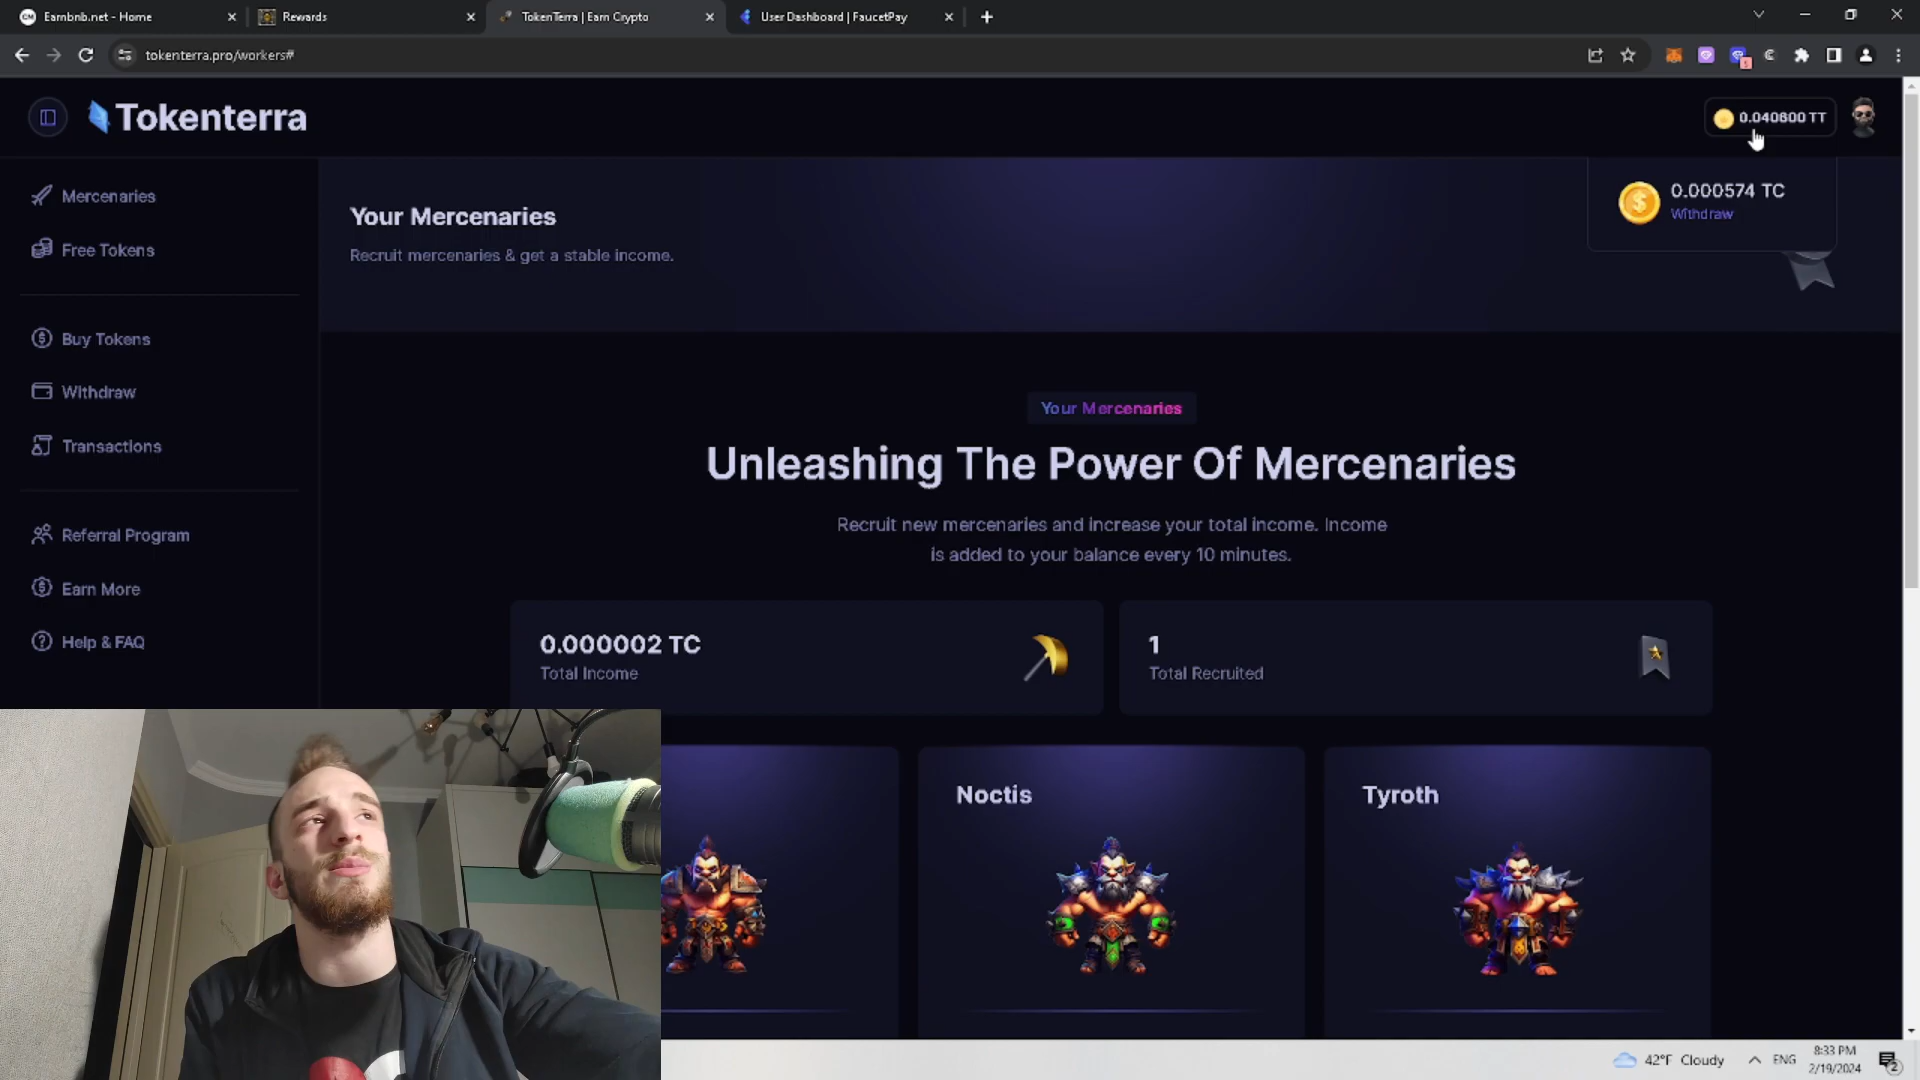 Earnbnb.net - Home
Rewards
TokenTerra | Earn Crypto
User Dashboard | FaucetPay
tokenterra.pro/workers#
Tokenterra
0.040600 TT
Mercenaries
Free Tokens
Buy Tokens
Withdraw
Transactions
Referral Program
Earn More
Help & FAQ
Your Mercenaries
Recruit mercenaries & get a stable income.
0.000574 TC
Withdraw
Your Mercenaries
Unleashing The Power Of Mercenaries
Recruit new mercenaries and increase your total income. Income
is added to your balance every 10 minutes.
0.000002 TC
Total Income
1
Total Recruited
Noctis
Tyroth
42°F Cloudy
ENG
8:33 PM
2/19/2024
2